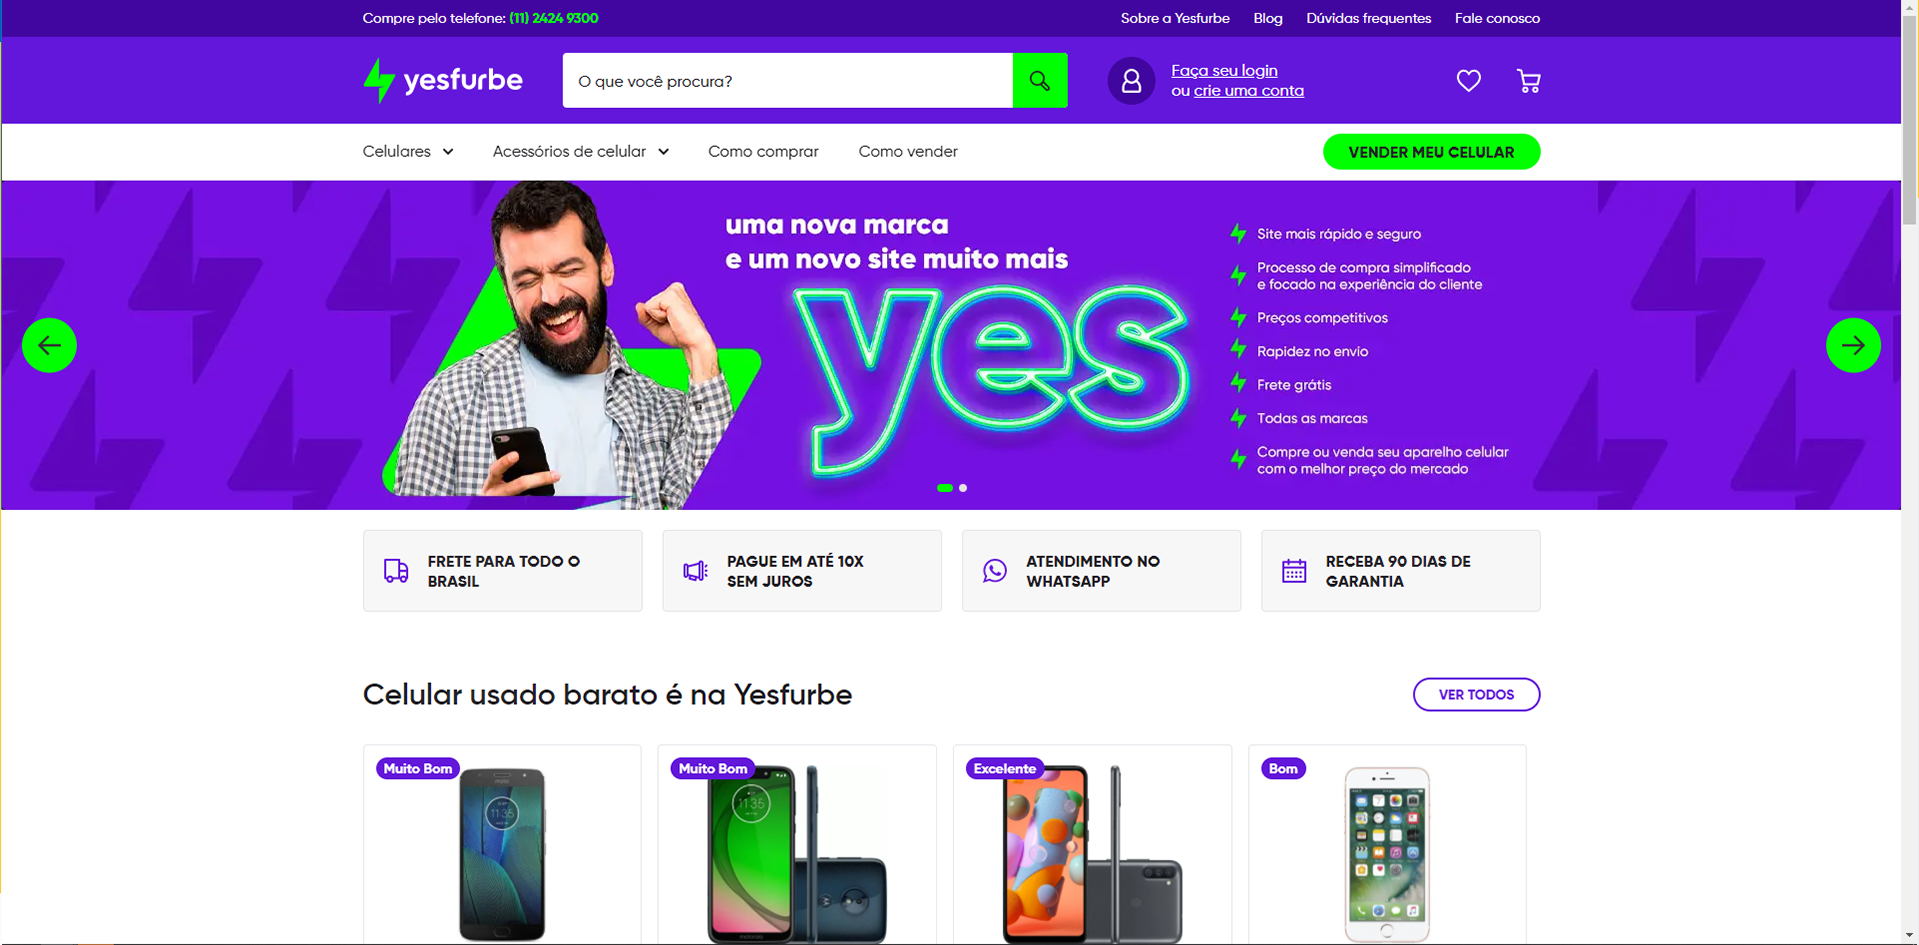 Compre pelo telefone: (11) 2424 9300
Sobre a Yesfurbe
Blog
Dúvidas frequentes
Fale conosco
yesfurbe
O que você procura?
Faça seu login
ou crie uma conta
Celulares
Acessórios de celular
Como comprar
Como vender
VENDER MEU CELULAR
uma nova marca
e um novo site muito mais
yes
Site mais rápido e seguro
Processo de compra simplificado
e focado na experiência do cliente
Preços competitivos
Rapidez no envio
Frete grátis
Todas as marcas
Compre ou venda seu aparelho celular
com o melhor preço do mercado
FRETE PARA TODO O
BRASIL
PAGUE EM ATÉ 10X
SEM JUROS
ATENDIMENTO NO
WHATSAPP
RECEBA 90 DIAS DE
GARANTIA
Celular usado barato é na Yesfurbe
VER TODOS
Muito Bom
11:35
Muito Bom
11:35
Excelente
Bom